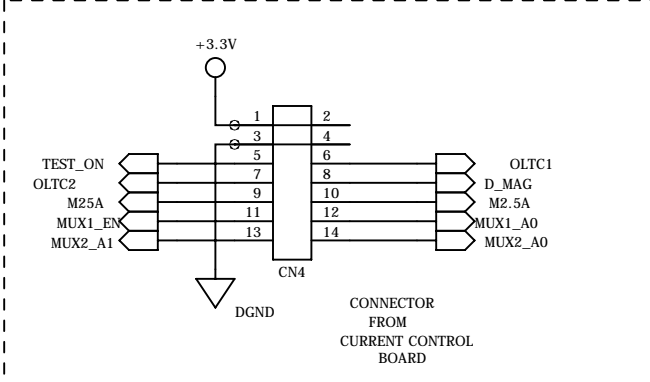 +3.3V
1 2
3 4
TEST_ON 5 6 OLTC1
OLTC2 7 8 D_MAG
M25A 9 10 M2.5A
MUX1_EN 11 12 MUX1_A0
MUX2_A1 13 14 MUX2_A0
CN4
DGND
CONNECTOR
FROM
CURRENT CONTROL
BOARD